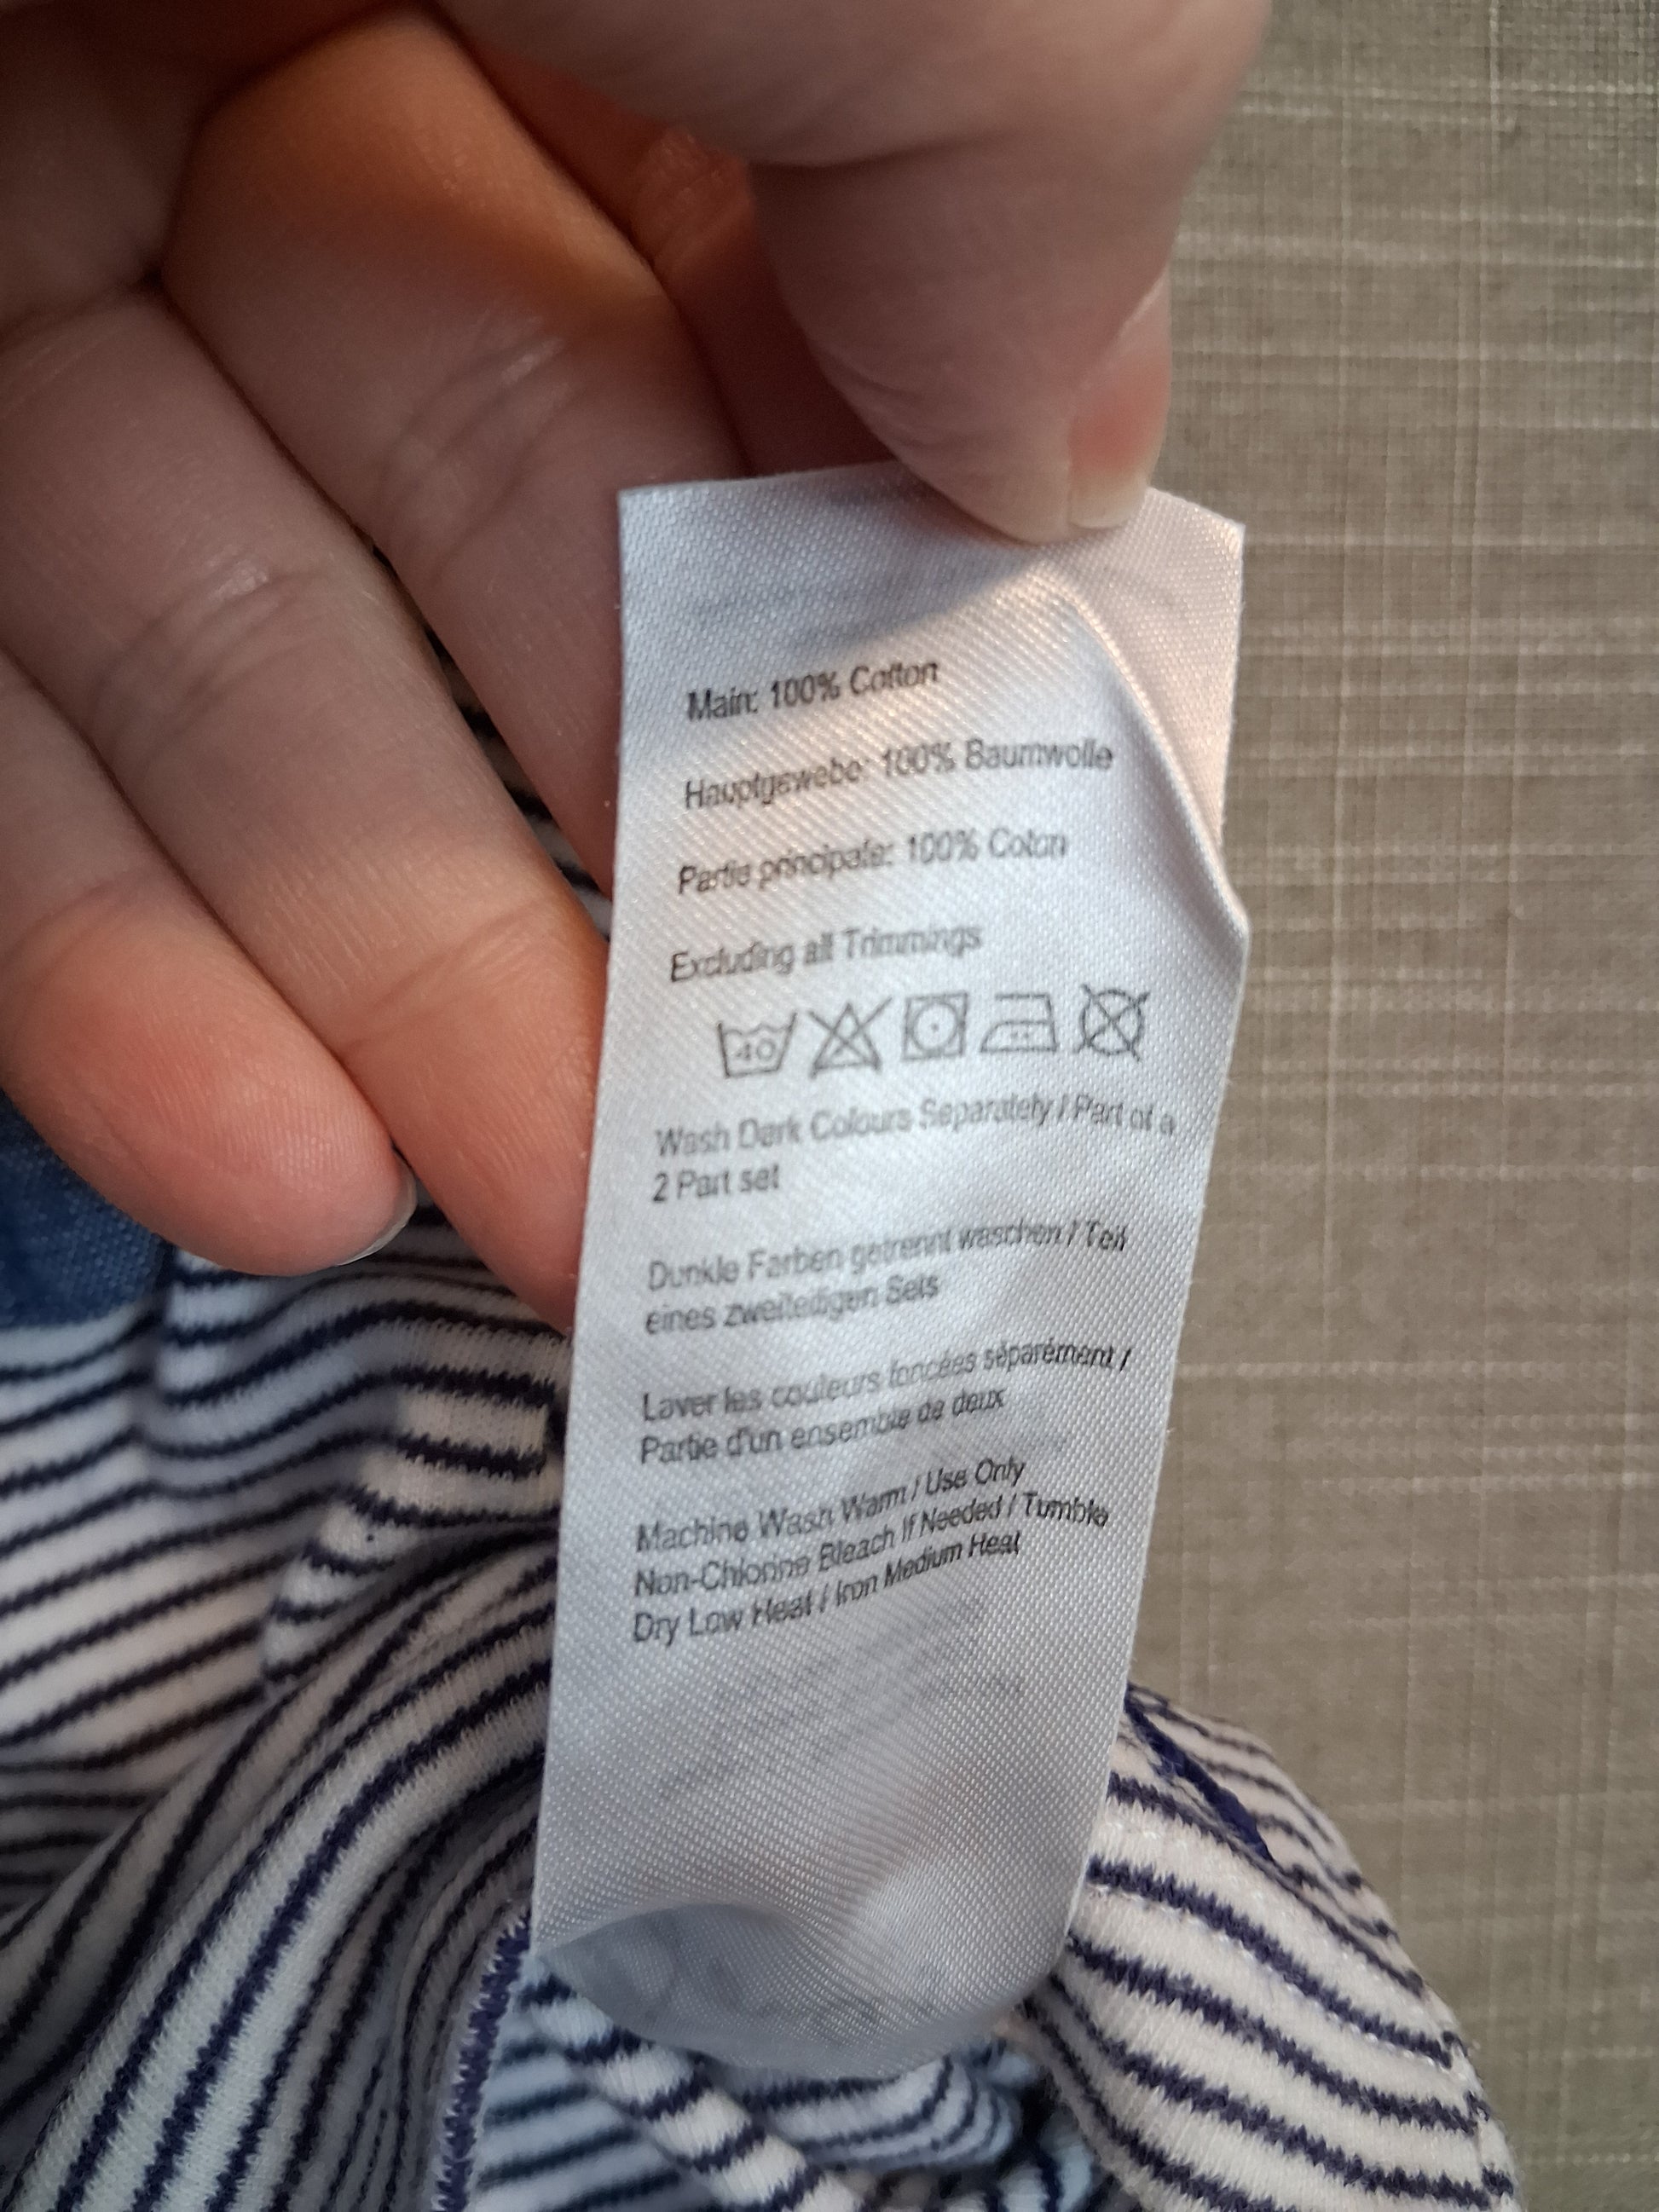 Main: 100% Cotton
Hauptgewebe: 100% Baumwolle
Partie principale: 100% Coton
Excluding all Trimmings
40
Wash Dark Colours Separately / Part of a
2 Part set
Dunkle Farben getrennt waschen / Teil
eines zweiteiligen Sets
Laver les couleurs foncées séparément /
Partie d'un ensemble de deux
Machine Wash Warm / Use Only
Non-Chlorine Bleach If Needed / Tumble
Dry Low Heat / Iron Medium Heat